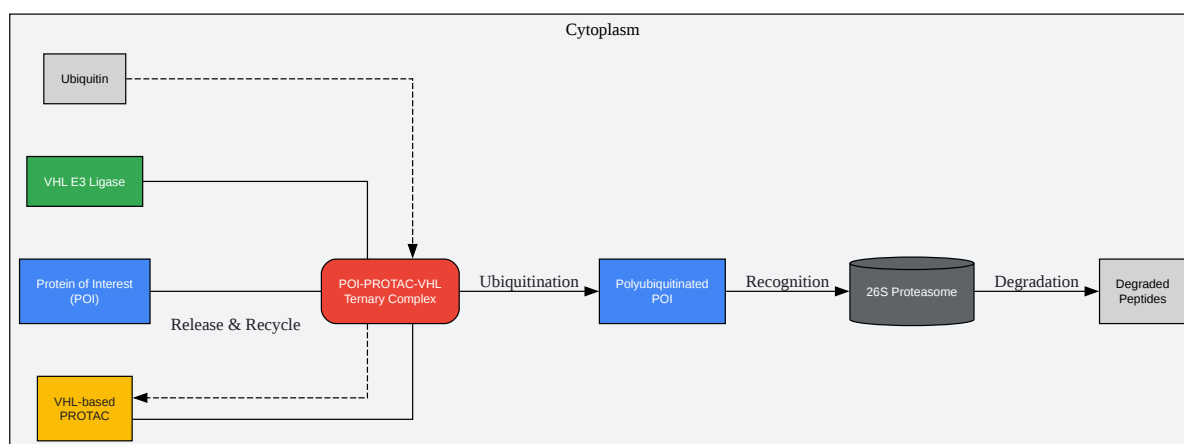 Cytoplasm
Ubiquitin
VHL E3 Ligase
Protein of Interest
(POI)
Release & Recycle
VHL-based
PROTAC
POI-PROTAC-VHL
Ternary Complex
Ubiquitination
Polyubiquitinated
POI
Recognition
26S Proteasome
Degradation
Degraded
Peptides